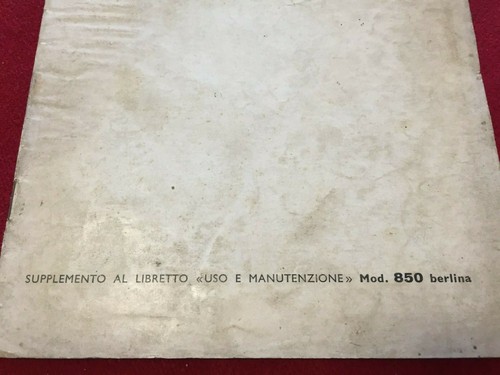 SUPPLEMENTO AL LIBRETTO «USO E MANUTENZIONE» Mod. 850 berlina